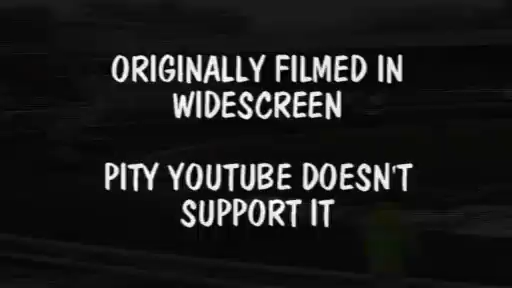 ORIGINALLY FILMED IN
WIDESCREEN
PITY YOUTUBE DOESN'T
SUPPORT IT